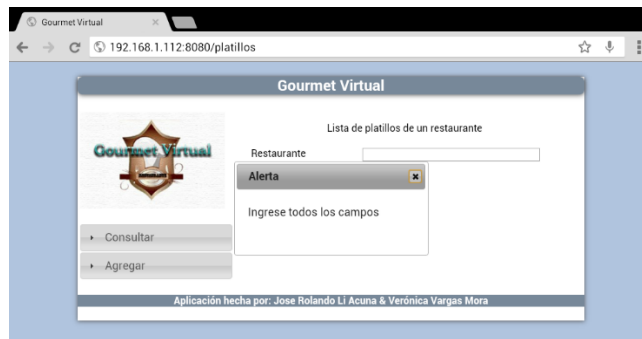 Gourmet Virtual
192.168.1.112:8080/platillos
Gourmet Virtual
Lista de platillos de un restaurante
Gourmet Virtual
Restaurante
Alerta
Ingrese todos los campos
Consultar
Agregar
Aplicación hecha por: Jose Rolando Li Acuna & Verónica Vargas Mora